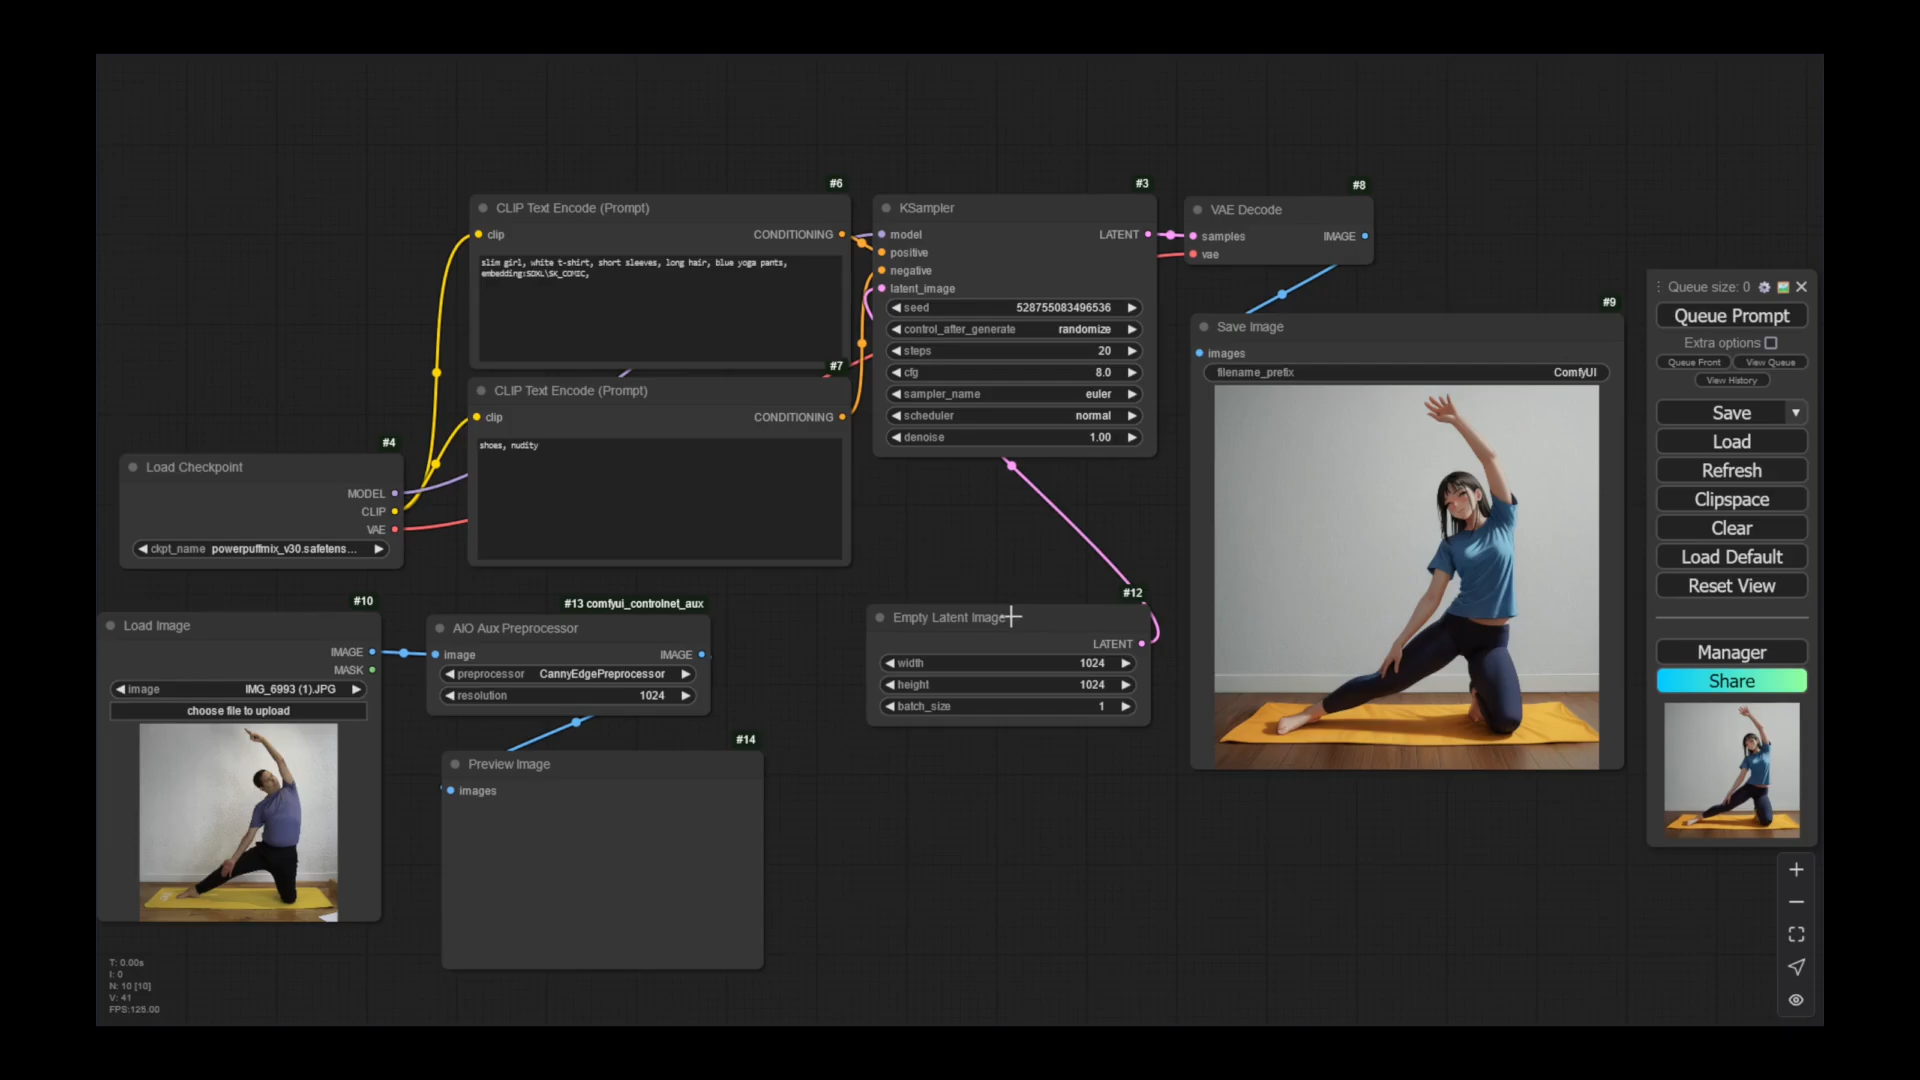 #6
CLIP Text Encode (Prompt)
clip
CONDITIONING
slim girl, white t-shirt, short sleeves, long hair, blue yoga pants,
embedding:SDXL\SK_COMIC,
#7
CLIP Text Encode (Prompt)
clip
CONDITIONING
shoes, nudity
#3
KSampler
model
LATENT
positive
negative
latent_image
seed 528755083496536
control_after_generate randomize
steps 20
cfg 8.0
sampler_name euler
scheduler normal
denoise 1.00
#8
VAE Decode
samples
IMAGE
vae
#9
Save Image
images
filename_prefix ComfyUI
#4
Load Checkpoint
MODEL
CLIP
VAE
ckpt_name powerpuffmix_v30.safetens...
#10
Load Image
IMAGE
MASK
image IMG_6993 (1).JPG
choose file to upload
#13 comfyui_controlnet_aux
AIO Aux Preprocessor
image
IMAGE
preprocessor CannyEdgePreprocessor
resolution 1024
#14
Preview Image
images
#12
Empty Latent Image
LATENT
width 1024
height 1024
batch_size 1
Queue size: 0
Queue Prompt
Extra options
Queue Front
View Queue
View History
Save
Load
Refresh
Clipspace
Clear
Load Default
Reset View
Manager
Share
T: 0.00s
I: 0
N: 10 [10]
V: 41
FPS:125.00